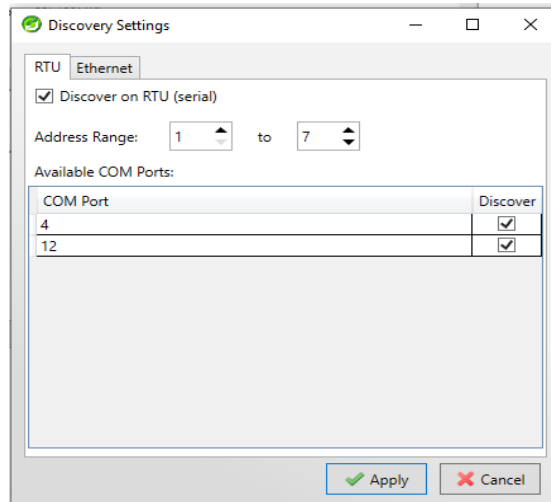 Discovery Settings
RTU Ethernet
Discover on RTU (serial)
Address Range: 1 to 7
Available COM Ports:
COM Port Discover
4
12
Apply Cancel